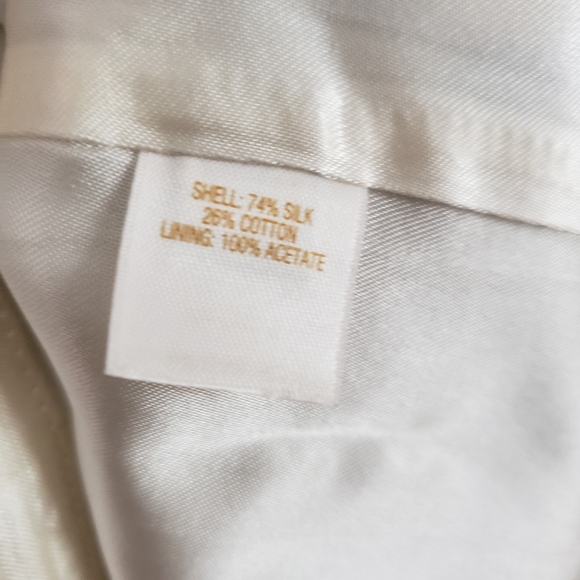 SHELL: 74% SILK
26% COTTON
LINING: 100% ACETATE